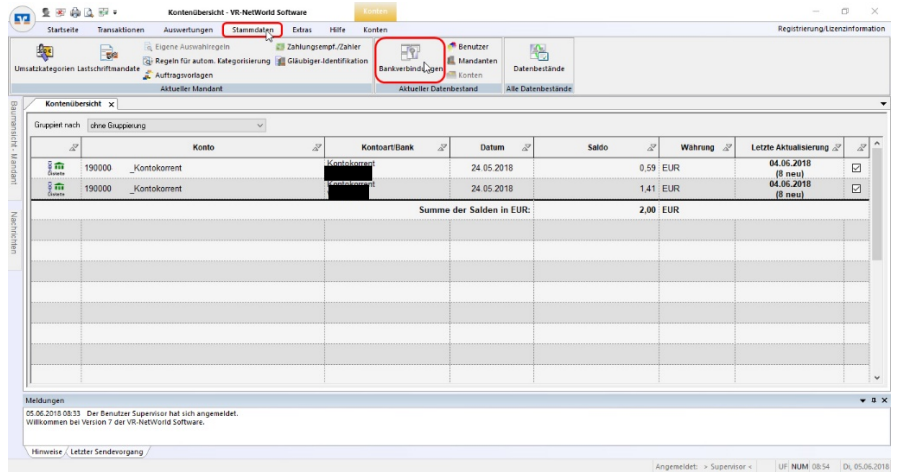 Kontenübersicht - VR-NetWorld Software
Konten
Startseite Transaktionen Auswertungen Stammdaten Extras Hilfe Konten
Registrierung/Lizenzinformation
Umsatzkategorien
Lastschriftmandate
Eigene Auswahlregeln
Regeln für autom. Kategorisierung
Auftragsvorlagen
Zahlungsempf./Zahler
Gläubiger-Identifikation
Aktueller Mandant
Bankverbindungen
Benutzer
Mandanten
Konten
Aktueller Datenbestand
Datenbestände
Alle Datenbestände
Baumansicht - Mandant
Nachrichten
Kontenübersicht x
Gruppiert nach ohne Gruppierung
Konto Kontoart/Bank Datum Saldo Währung Letzte Aktualisierung
190000 _Kontokorrent Kontokorrent 24.05.2018 0,59 EUR 04.06.2018
(8 neu)
190000 _Kontokorrent Kontokorrent 24.05.2018 1,41 EUR 04.06.2018
(8 neu)
Summe der Salden in EUR: 2,00 EUR
Meldungen
05.06.2018 08:33 Der Benutzer Supervisor hat sich angemeldet.
Willkommen bei Version 7 der VR-NetWorld Software.
Hinweise Letzter Sendevorgang
Angemeldet: > Supervisor < UF NUM 08:54 Di, 05.06.2018